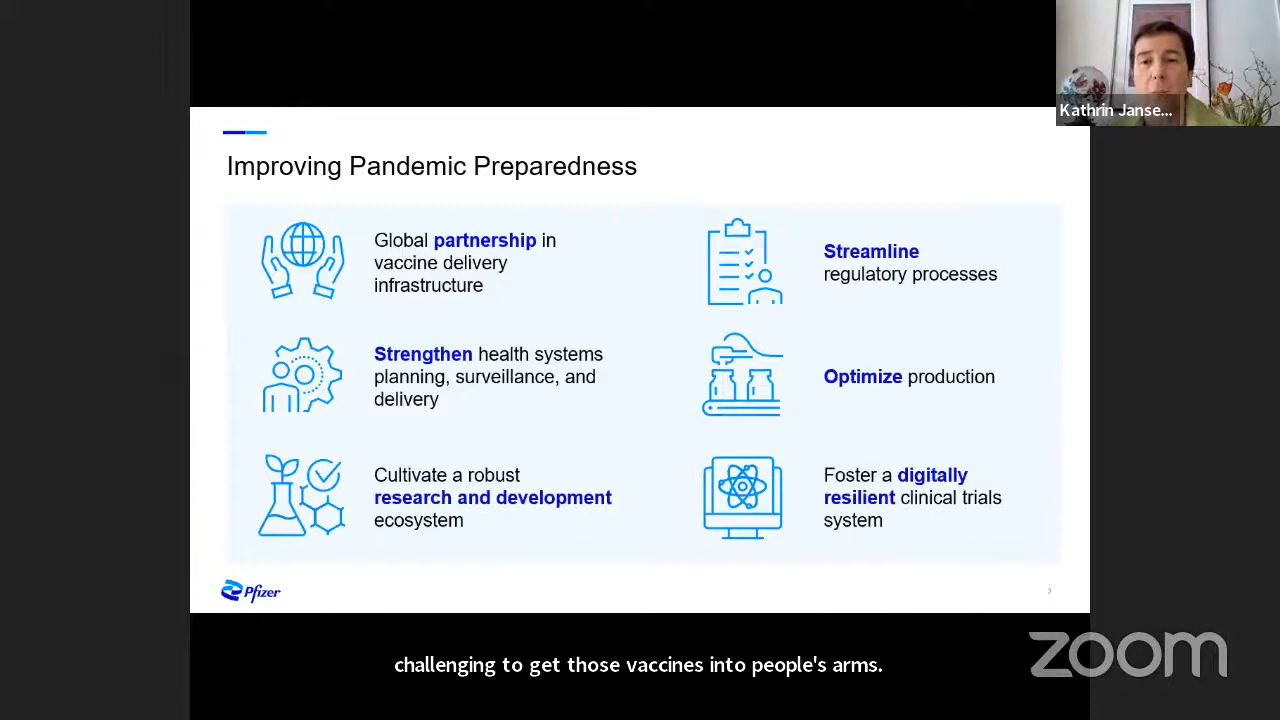 Kathrin Janse...
Improving Pandemic Preparedness
Global partnership in
vaccine delivery
infrastructure
Streamline
regulatory processes
Strengthen health systems
planning, surveillance, and
delivery
Optimize production
Cultivate a robust
research and development
ecosystem
Foster a digitally
resilient clinical trials
system
Pfizer
3
challenging to get those vaccines into people's arms.
zoom